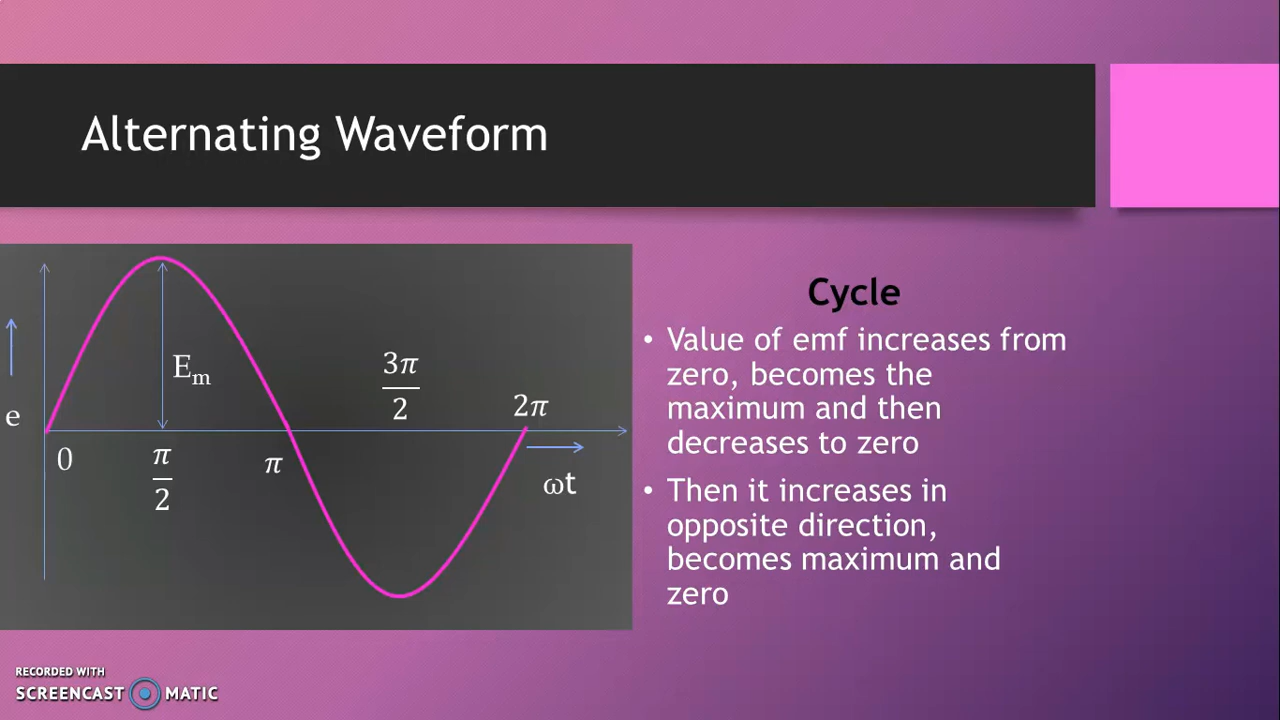 Alternating Waveform
Cycle
• Value of emf increases from
zero, becomes the
maximum and then
decreases to zero
• Then it increases in
opposite direction,
becomes maximum and
zero
e
Eₘ
0
π/2
π
3π/2
2π
ωt
RECORDED WITH
SCREENCAST MATIC